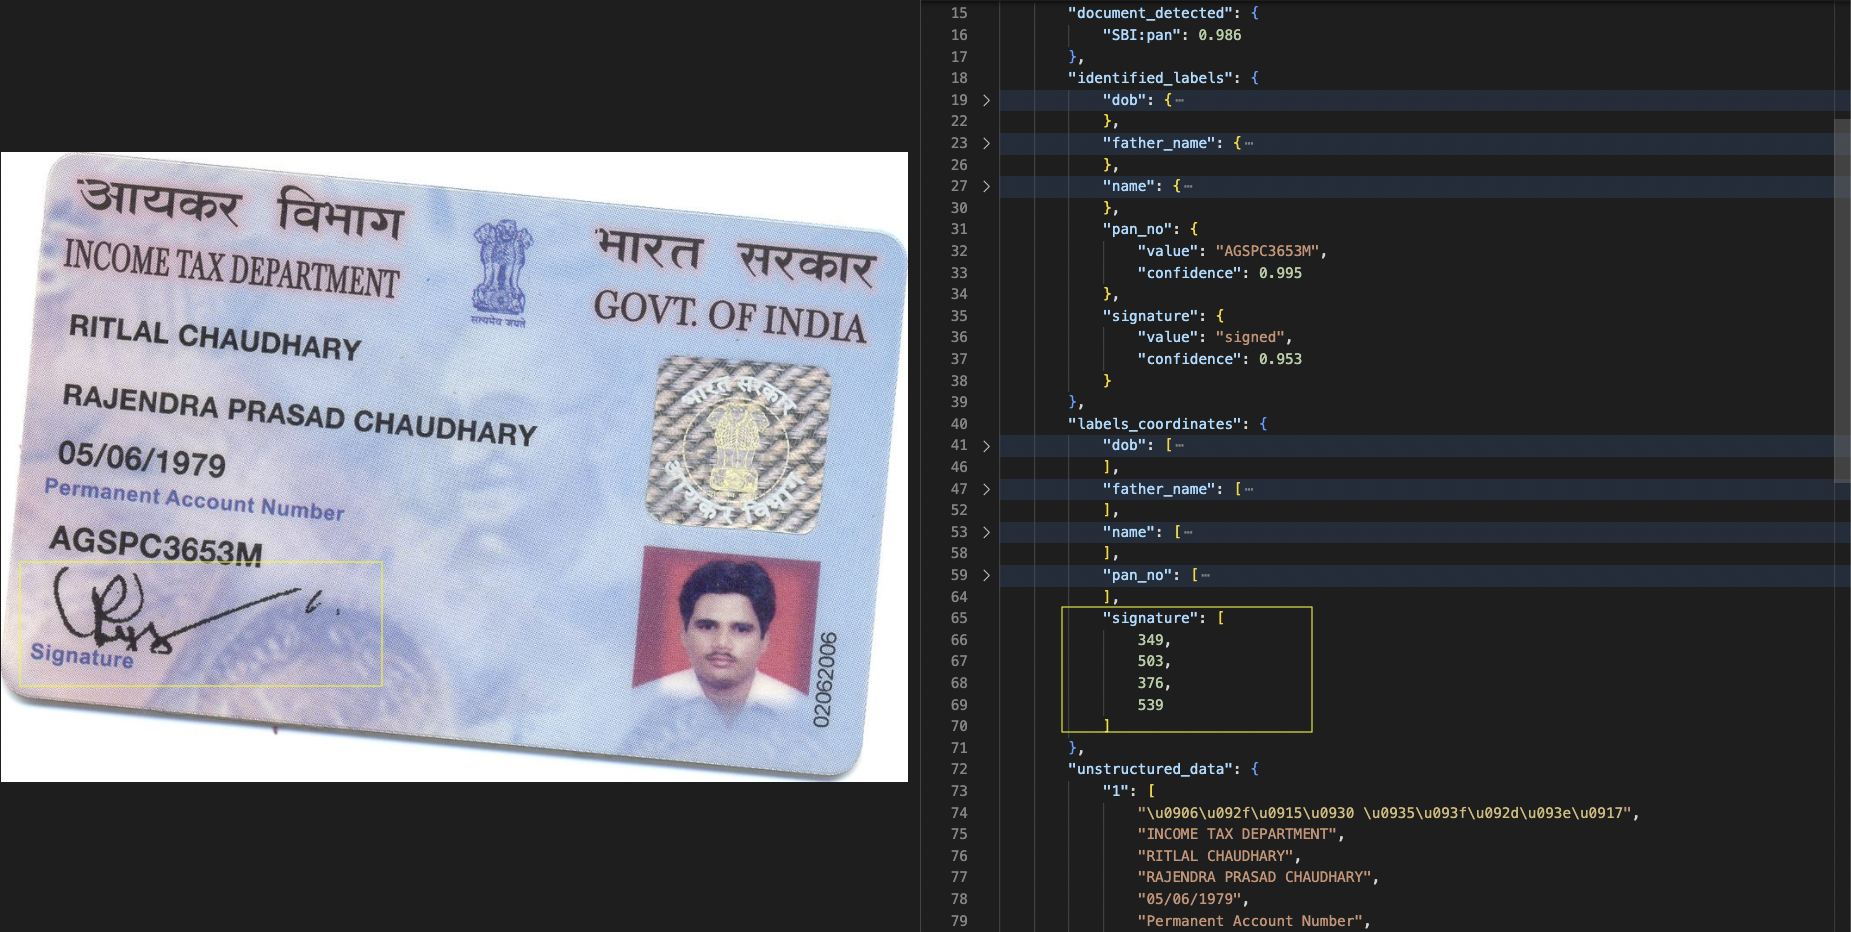 आयकर विभाग
INCOME TAX DEPARTMENT
भारत सरकार
GOVT. OF INDIA
सत्यमेव जयते
RITLAL CHAUDHARY
RAJENDRA PRASAD CHAUDHARY
05/06/1979
Permanent Account Number
AGSPC3653M
Signature
भारत सरकार
आयकर विभाग
02062006
15 "document_detected": {
16 "SBI:pan": 0.986
17 },
18 "identified_labels": {
19 "dob": {
22 },
23 "father_name": {
26 },
27 "name": {
30 },
31 "pan_no": {
32 "value": "AGSPC3653M",
33 "confidence": 0.995
34 },
35 "signature": {
36 "value": "signed",
37 "confidence": 0.953
38 }
39 },
40 "labels_coordinates": {
41 "dob": [
46 ],
47 "father_name": [
52 ],
53 "name": [
58 ],
59 "pan_no": [
64 ],
65 "signature": [
66 349,
67 503,
68 376,
69 539
70 ]
71 },
72 "unstructured_data": {
73 "1": [
74 "\u0906\u092f\u0915\u0930 \u0935\u093f\u092d\u093e\u0917",
75 "INCOME TAX DEPARTMENT",
76 "RITLAL CHAUDHARY",
77 "RAJENDRA PRASAD CHAUDHARY",
78 "05/06/1979",
79 "Permanent Account Number",